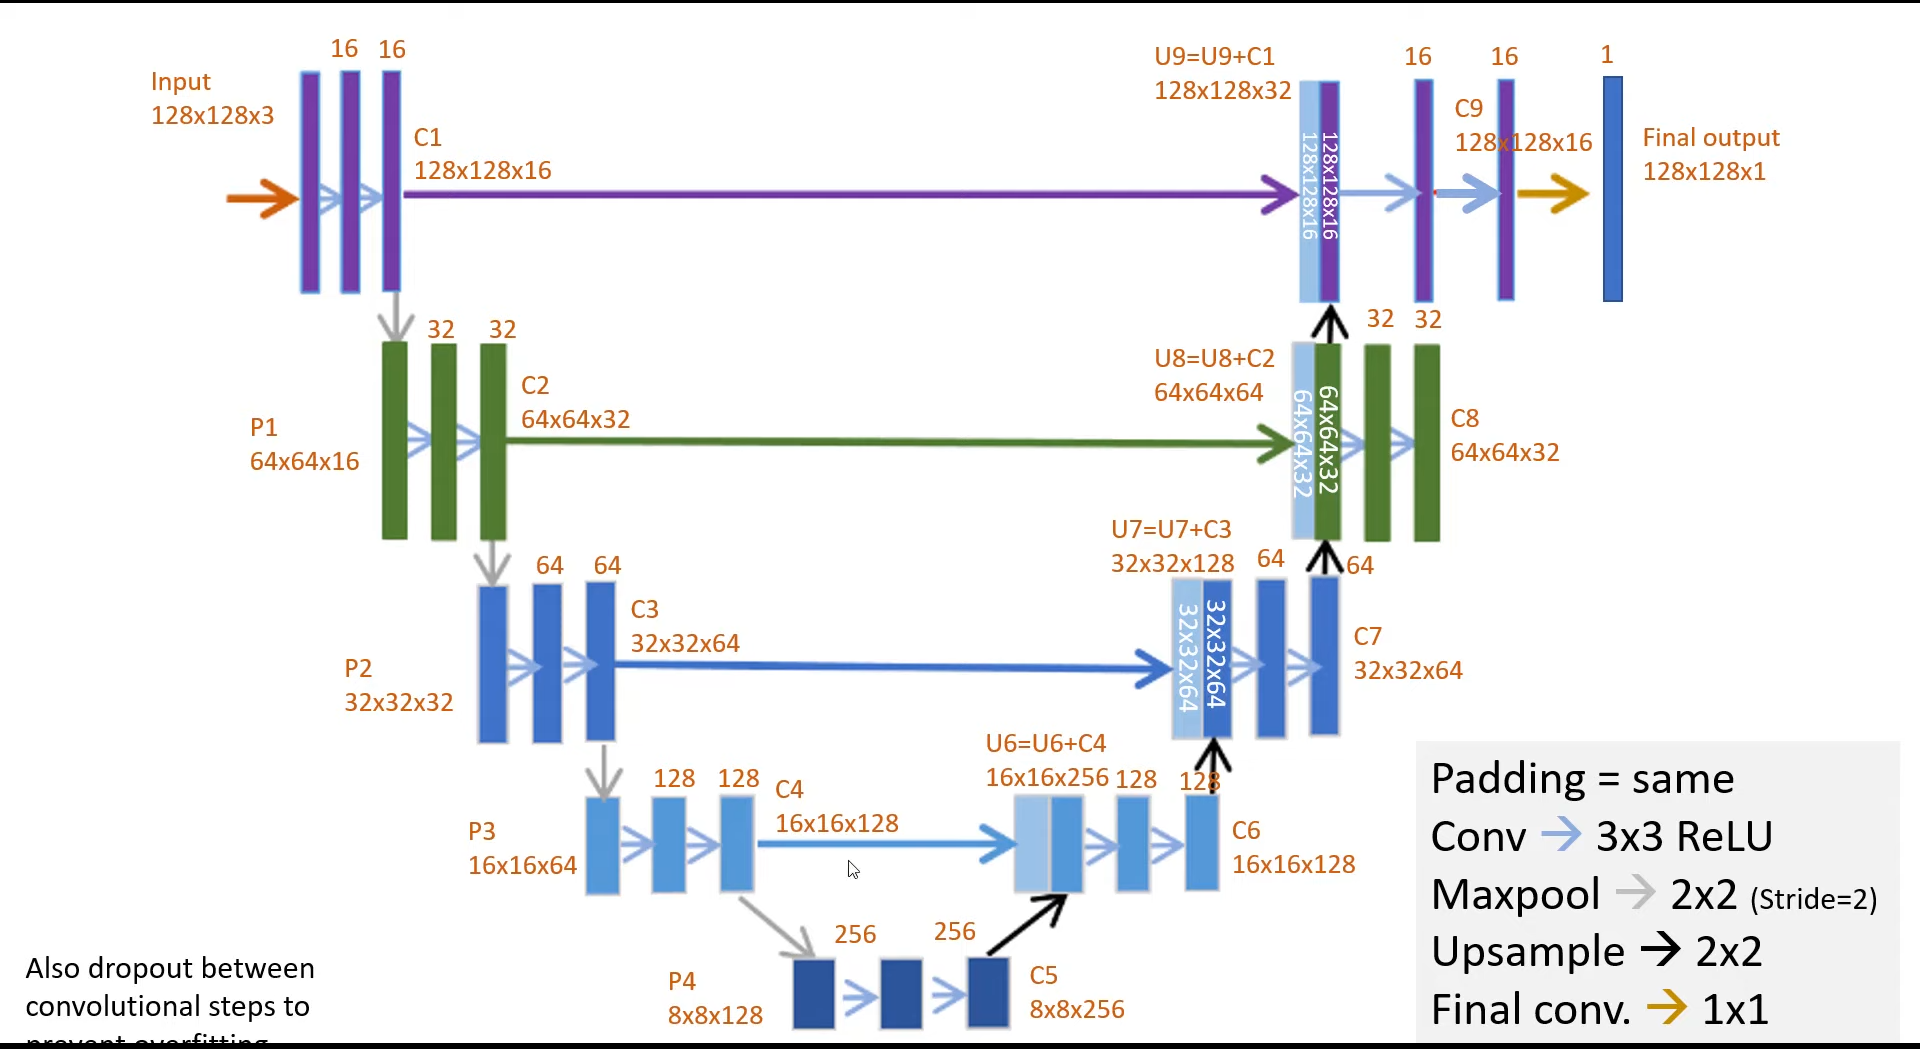 16 16
Input
128x128x3
C1
128x128x16
U9=U9+C1
128x128x32
128x128x16
128x128x16
16
16
C9
128x128x16
1
Final output
128x128x1
P1
64x64x16
32
32
C2
64x64x32
U8=U8+C2
64x64x64
64x64x32
64x64x32
32
32
C8
64x64x32
P2
32x32x32
64
64
C3
32x32x64
U7=U7+C3
32x32x128
32x32x64
32x32x64
64
64
C7
32x32x64
P3
16x16x64
128
128
C4
16x16x128
U6=U6+C4
16x16x256
128
128
C6
16x16x128
P4
8x8x128
256
256
C5
8x8x256
Also dropout between
convolutional steps to
prevent overfitting
Padding = same
Conv → 3x3 ReLU
Maxpool → 2x2 (Stride=2)
Upsample → 2x2
Final conv. → 1x1